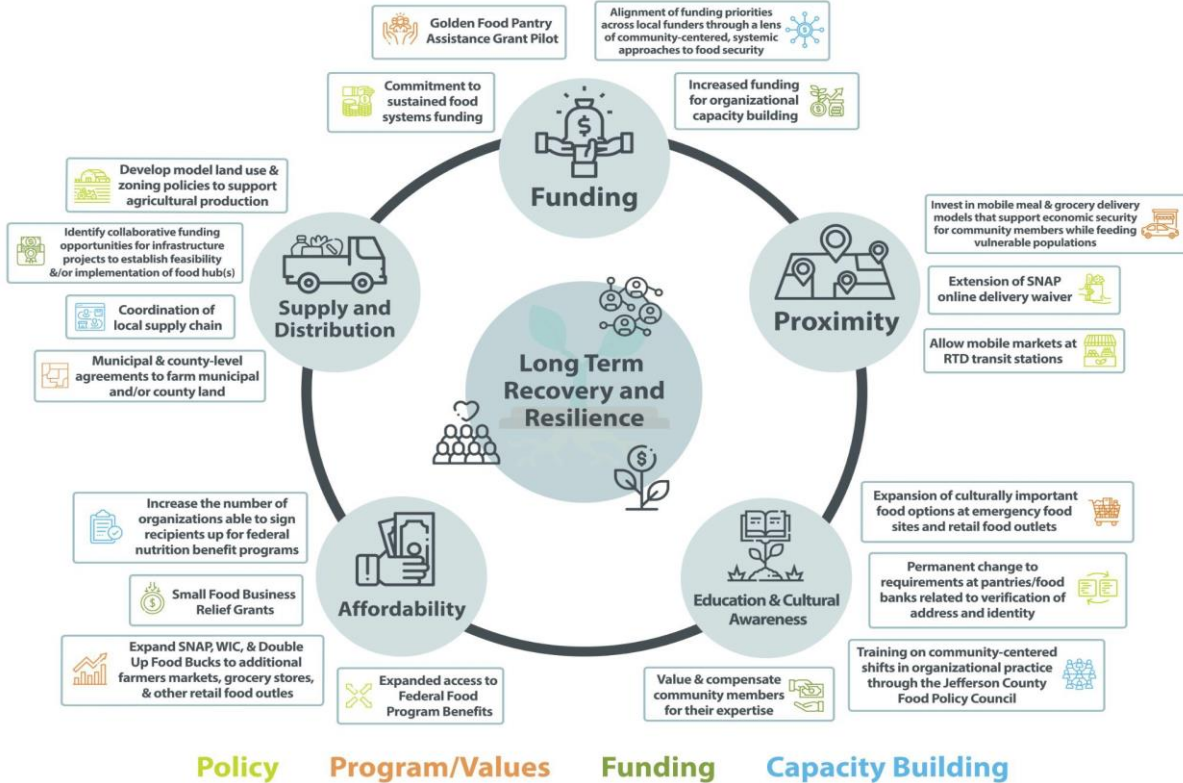 Golden Food Pantry
Assistance Grant Pilot
Alignment of funding priorities
across local funders through a lens
of community-centered, systemic
approaches to food security
Commitment to
sustained food
systems funding
Increased funding
for organizational
capacity building
$
Funding
Develop model land use &
zoning policies to support
agricultural production
Identify collaborative funding
opportunities for infrastructure
projects to establish feasibility
&/or implementation of food hub(s)
Coordination of
local supply chain
Municipal & county-level
agreements to farm municipal
and/or county land
Supply and
Distribution
Invest in mobile meal & grocery delivery
models that support economic security
for community members while feeding
vulnerable populations
Extension of SNAP
online delivery waiver
Allow mobile markets at
RTD transit stations
Proximity
Long Term
Recovery and
Resilience
$
Increase the number of
organizations able to sign
recipients up for federal
nutrition benefit programs
Small Food Business
Relief Grants
$
Expand SNAP, WIC, & Double
Up Food Bucks to additional
farmers markets, grocery stores,
& other retail food outles
Expanded access to
Federal Food
Program Benefits
Affordability
Expansion of culturally important
food options at emergency food
sites and retail food outlets
Permanent change to
requirements at pantries/food
banks related to verification of
address and identity
Training on community-centered
shifts in organizational practice
through the Jefferson County
Food Policy Council
Value & compensate
community members
for their expertise
Education & Cultural
Awareness
Policy Program/Values Funding Capacity Building